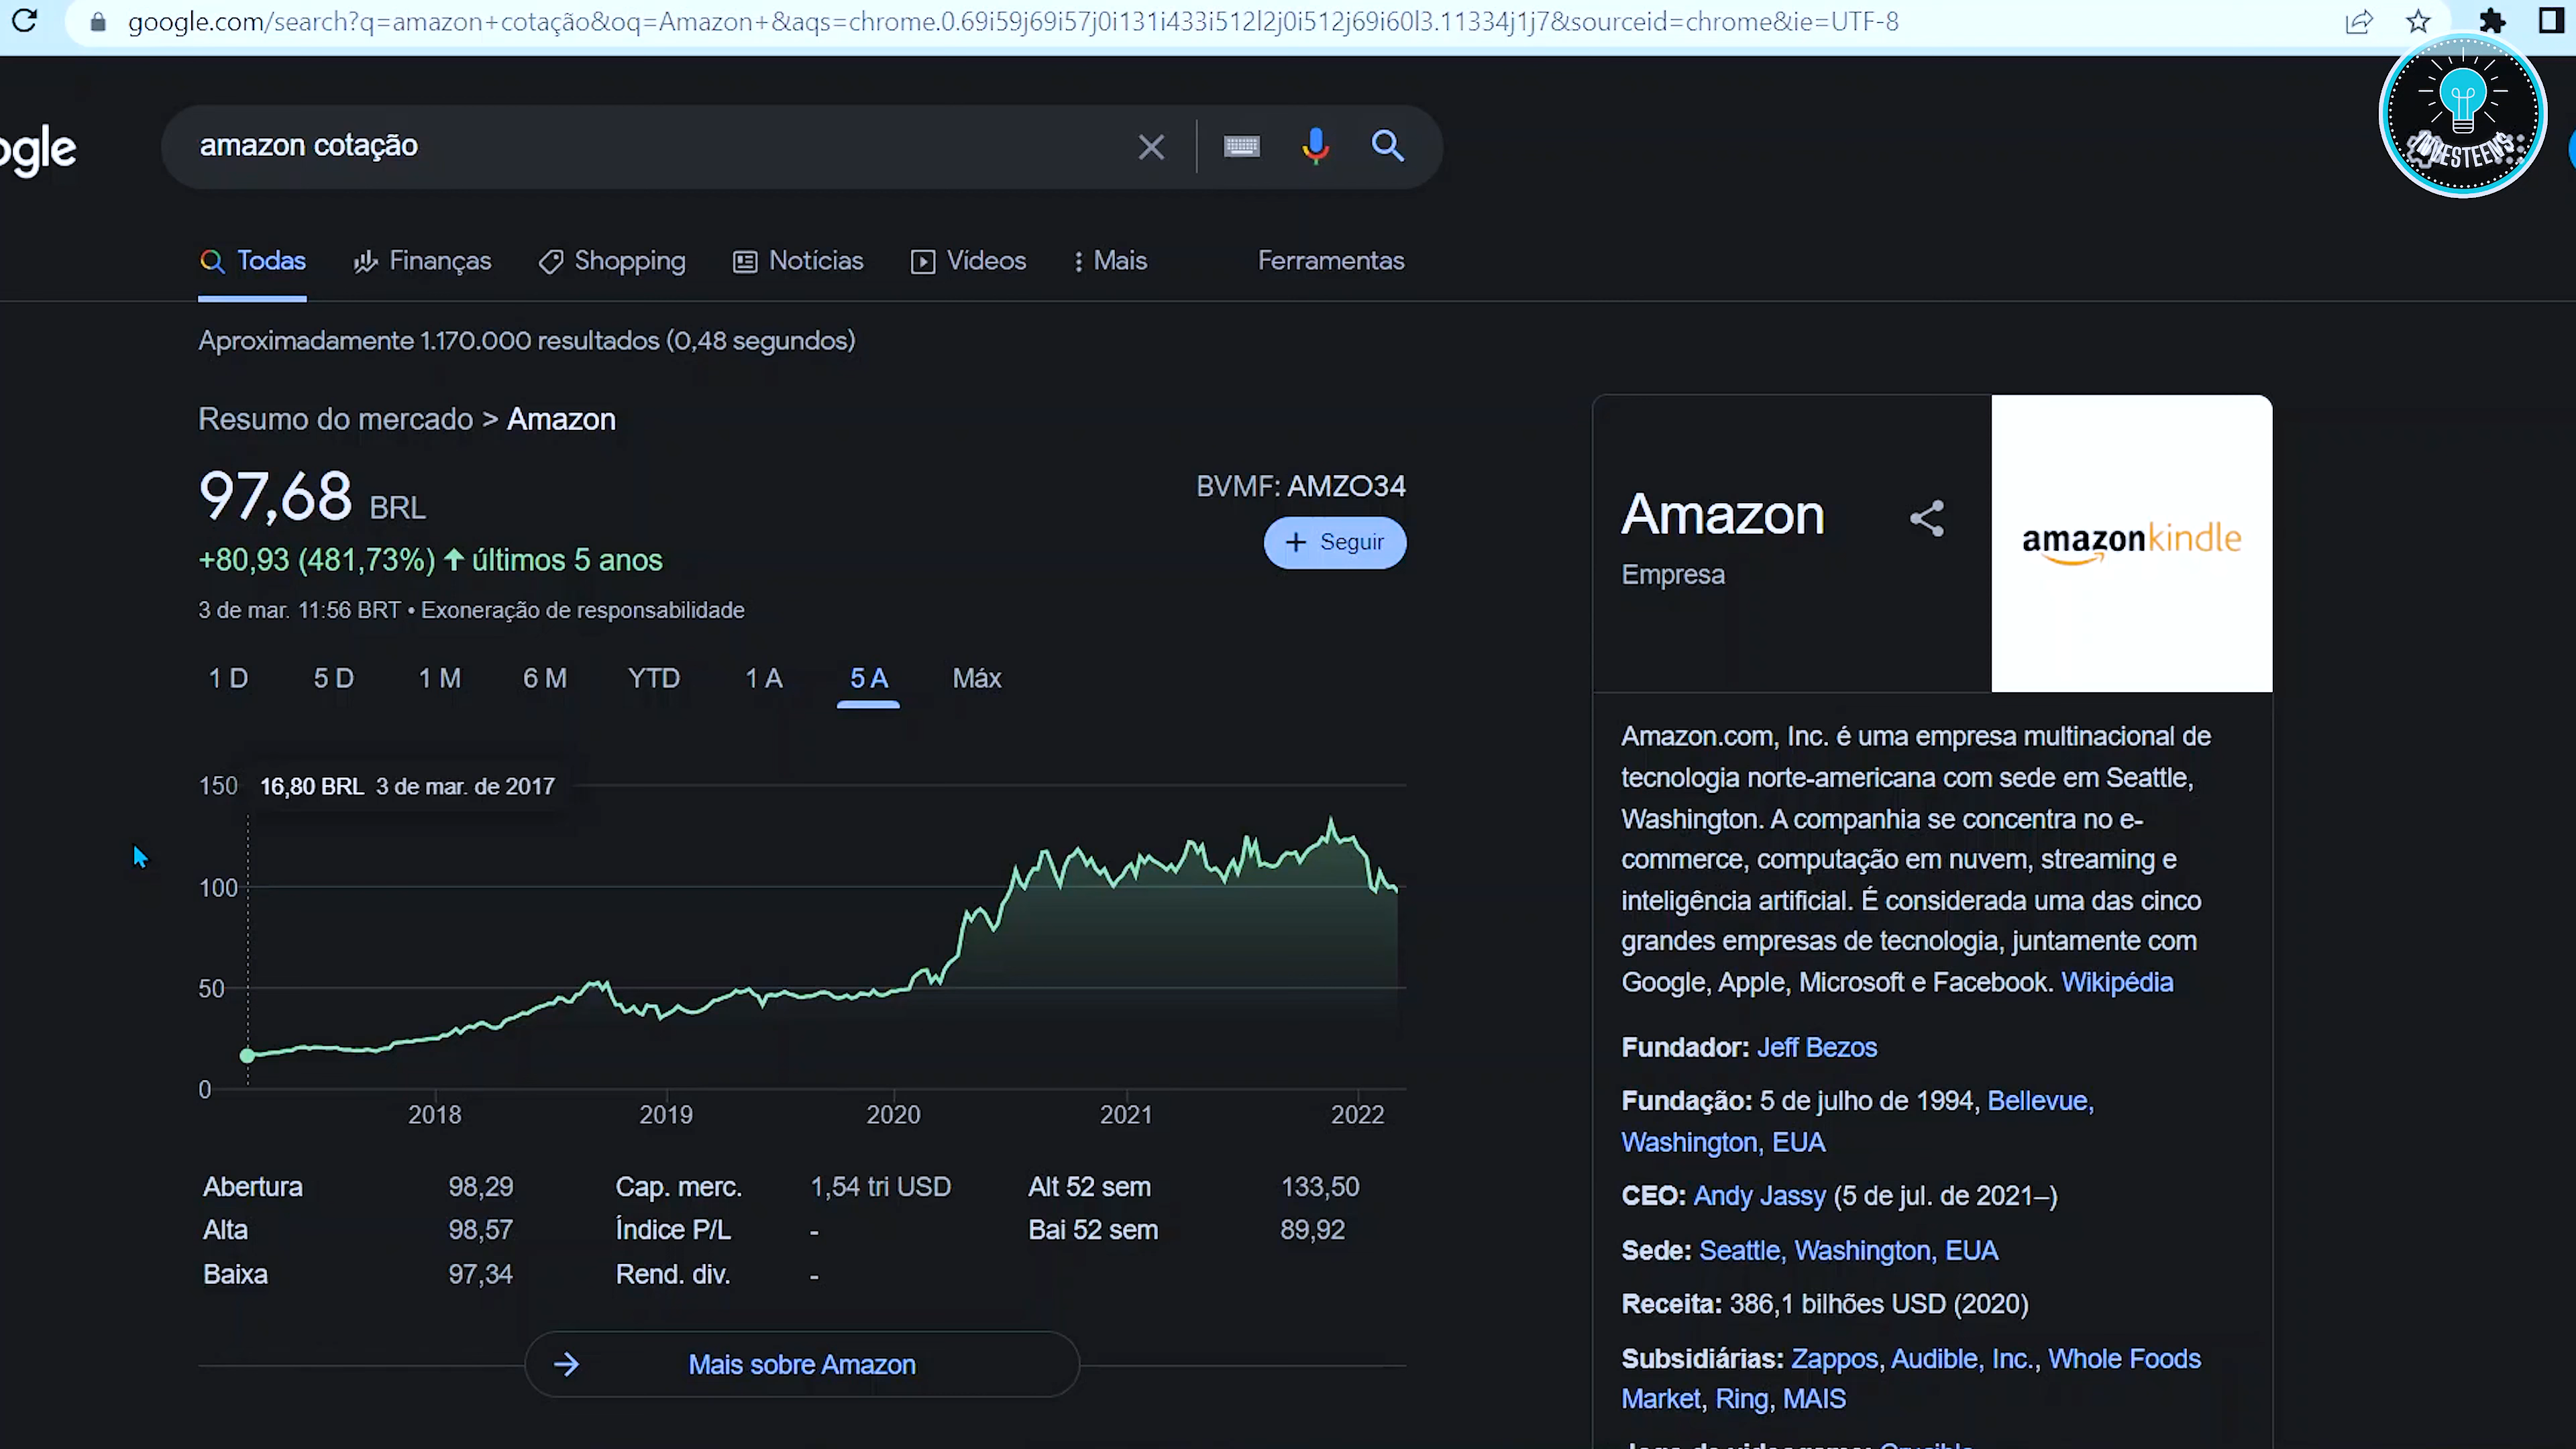 google.com/search?q=amazon+cotação&oq=Amazon+&aqs=chrome.0.69i59j69i57j0i131i433i512l2j0i512j69i60l3.11334j1j7&sourceid=chrome&ie=UTF-8
INVESTEENS
ogle
amazon cotação
Todas
Finanças
Shopping
Notícias
Vídeos
Mais
Ferramentas
Aproximadamente 1.170.000 resultados (0,48 segundos)
Resumo do mercado > Amazon
97,68 BRL
BVMF: AMZO34
+80,93 (481,73%) ↑ últimos 5 anos
+ Seguir
3 de mar. 11:56 BRT • Exoneração de responsabilidade
1 D 5 D 1 M 6 M YTD 1 A 5 A Máx
150
16,80 BRL 3 de mar. de 2017
100
50
0
2018 2019 2020 2021 2022
Abertura 98,29 Cap. merc. 1,54 tri USD Alt 52 sem 133,50
Alta 98,57 Índice P/L - Bai 52 sem 89,92
Baixa 97,34 Rend. div. -
Mais sobre Amazon
Amazon
Empresa
amazonkindle
Amazon.com, Inc. é uma empresa multinacional de
tecnologia norte-americana com sede em Seattle,
Washington. A companhia se concentra no e-
commerce, computação em nuvem, streaming e
inteligência artificial. É considerada uma das cinco
grandes empresas de tecnologia, juntamente com
Google, Apple, Microsoft e Facebook. Wikipédia
Fundador: Jeff Bezos
Fundação: 5 de julho de 1994, Bellevue,
Washington, EUA
CEO: Andy Jassy (5 de jul. de 2021–)
Sede: Seattle, Washington, EUA
Receita: 386,1 bilhões USD (2020)
Subsidiárias: Zappos, Audible, Inc., Whole Foods
Market, Ring, MAIS